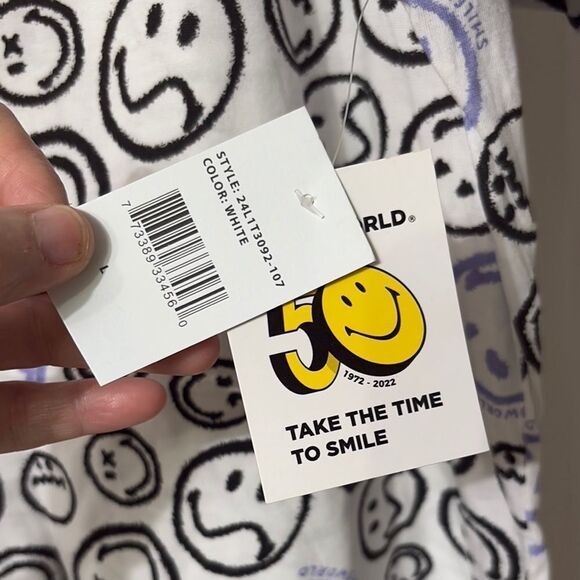 STYLE: 24L1T3092-107
COLOR: WHITE
7 73389 33456 0
L
RLD®
50
1972 - 2022
TAKE THE TIME
TO SMILE